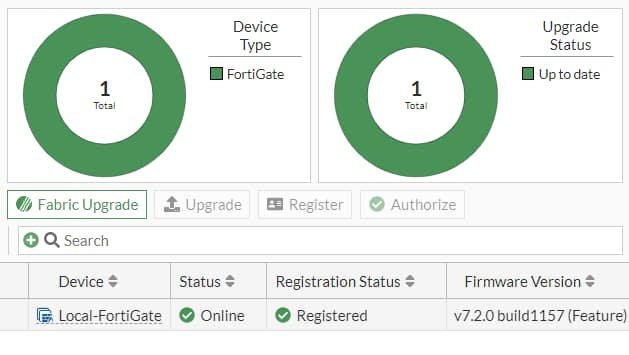 Device
Type
FortiGate
1
Total
Upgrade
Status
Up to date
1
Total
Fabric Upgrade Upgrade Register Authorize
Search
Device Status Registration Status Firmware Version
Local-FortiGate Online Registered v7.2.0 build1157 (Feature)